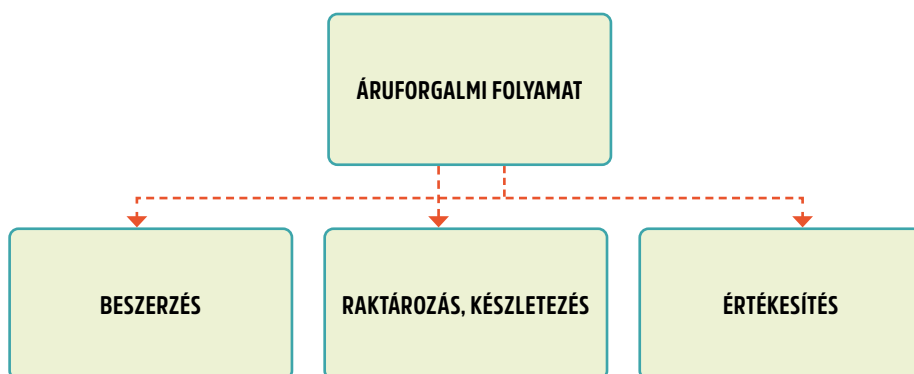 ÁRUFORGALMI FOLYAMAT
BESZERZÉS
RAKTÁROZÁS, KÉSZLETEZÉS
ÉRTÉKESÍTÉS